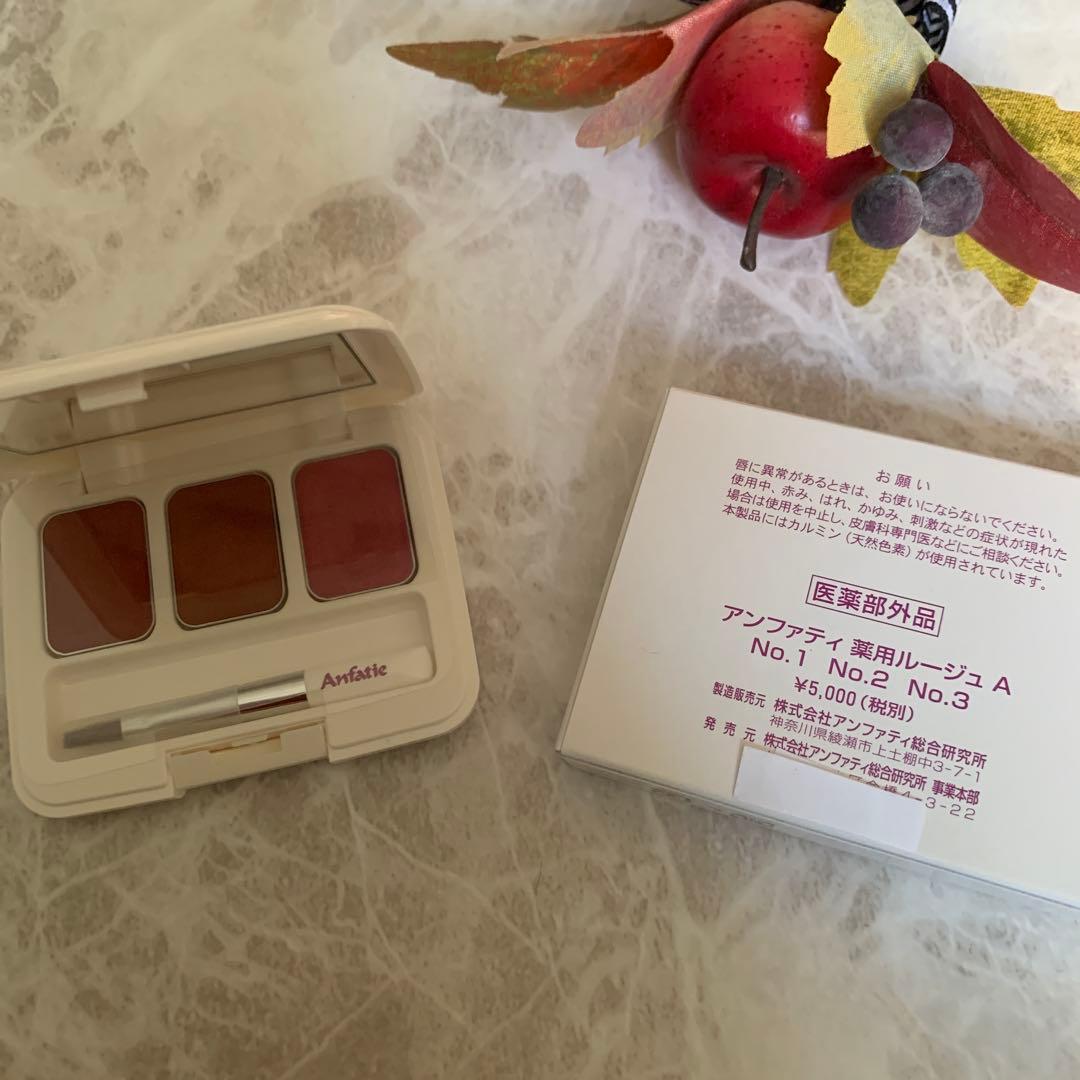 Anfatie
お願い
唇に異常があるときは、お使いにならないでください。
使用中、赤み、はれ、かゆみ、刺激などの症状が現れた
場合は使用を中止し、皮膚科専門医などにご相談ください。
本製品にはカルミン（天然色素）が使用されています。
医薬部外品
アンファティ 薬用ルージュ A
No.1 No.2 No.3
¥5,000（税別）
製造販売元 株式会社アンファティ総合研究所
神奈川県綾瀬市上土棚中3-7-1
発売元 株式会社アンファティ総合研究所 事業本部
4-3-22